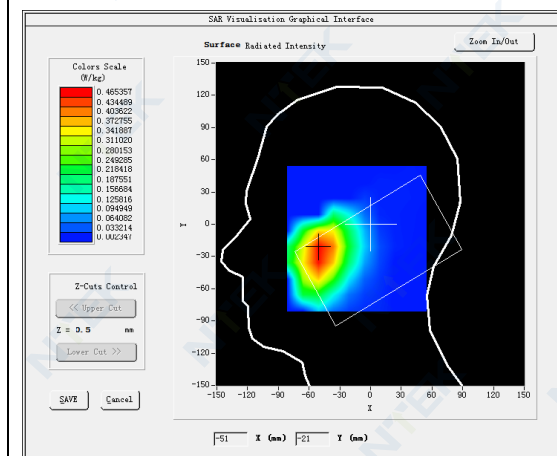 SAR Visualisation Graphical Interface
Surface Radiated Intensity
Zoom In/Out
Colors Scale
(W/kg)
0.465357
0.434489
0.403622
0.372755
0.341887
0.311020
0.280153
0.249285
0.218418
0.187551
0.156684
0.125816
0.094949
0.064082
0.033214
0.002347
Z-Cuts Control
<< Upper Cut
Z = 3.5 mm
Lower Cut >>
SAVE
Cancel
150
120
90
60
30
0
-30
-60
-90
-120
-150
Y
-150 -120 -90 -60 -30 0 30 60 90 120 150
X
-51 X (mm) -21 Y (mm)
NTEK